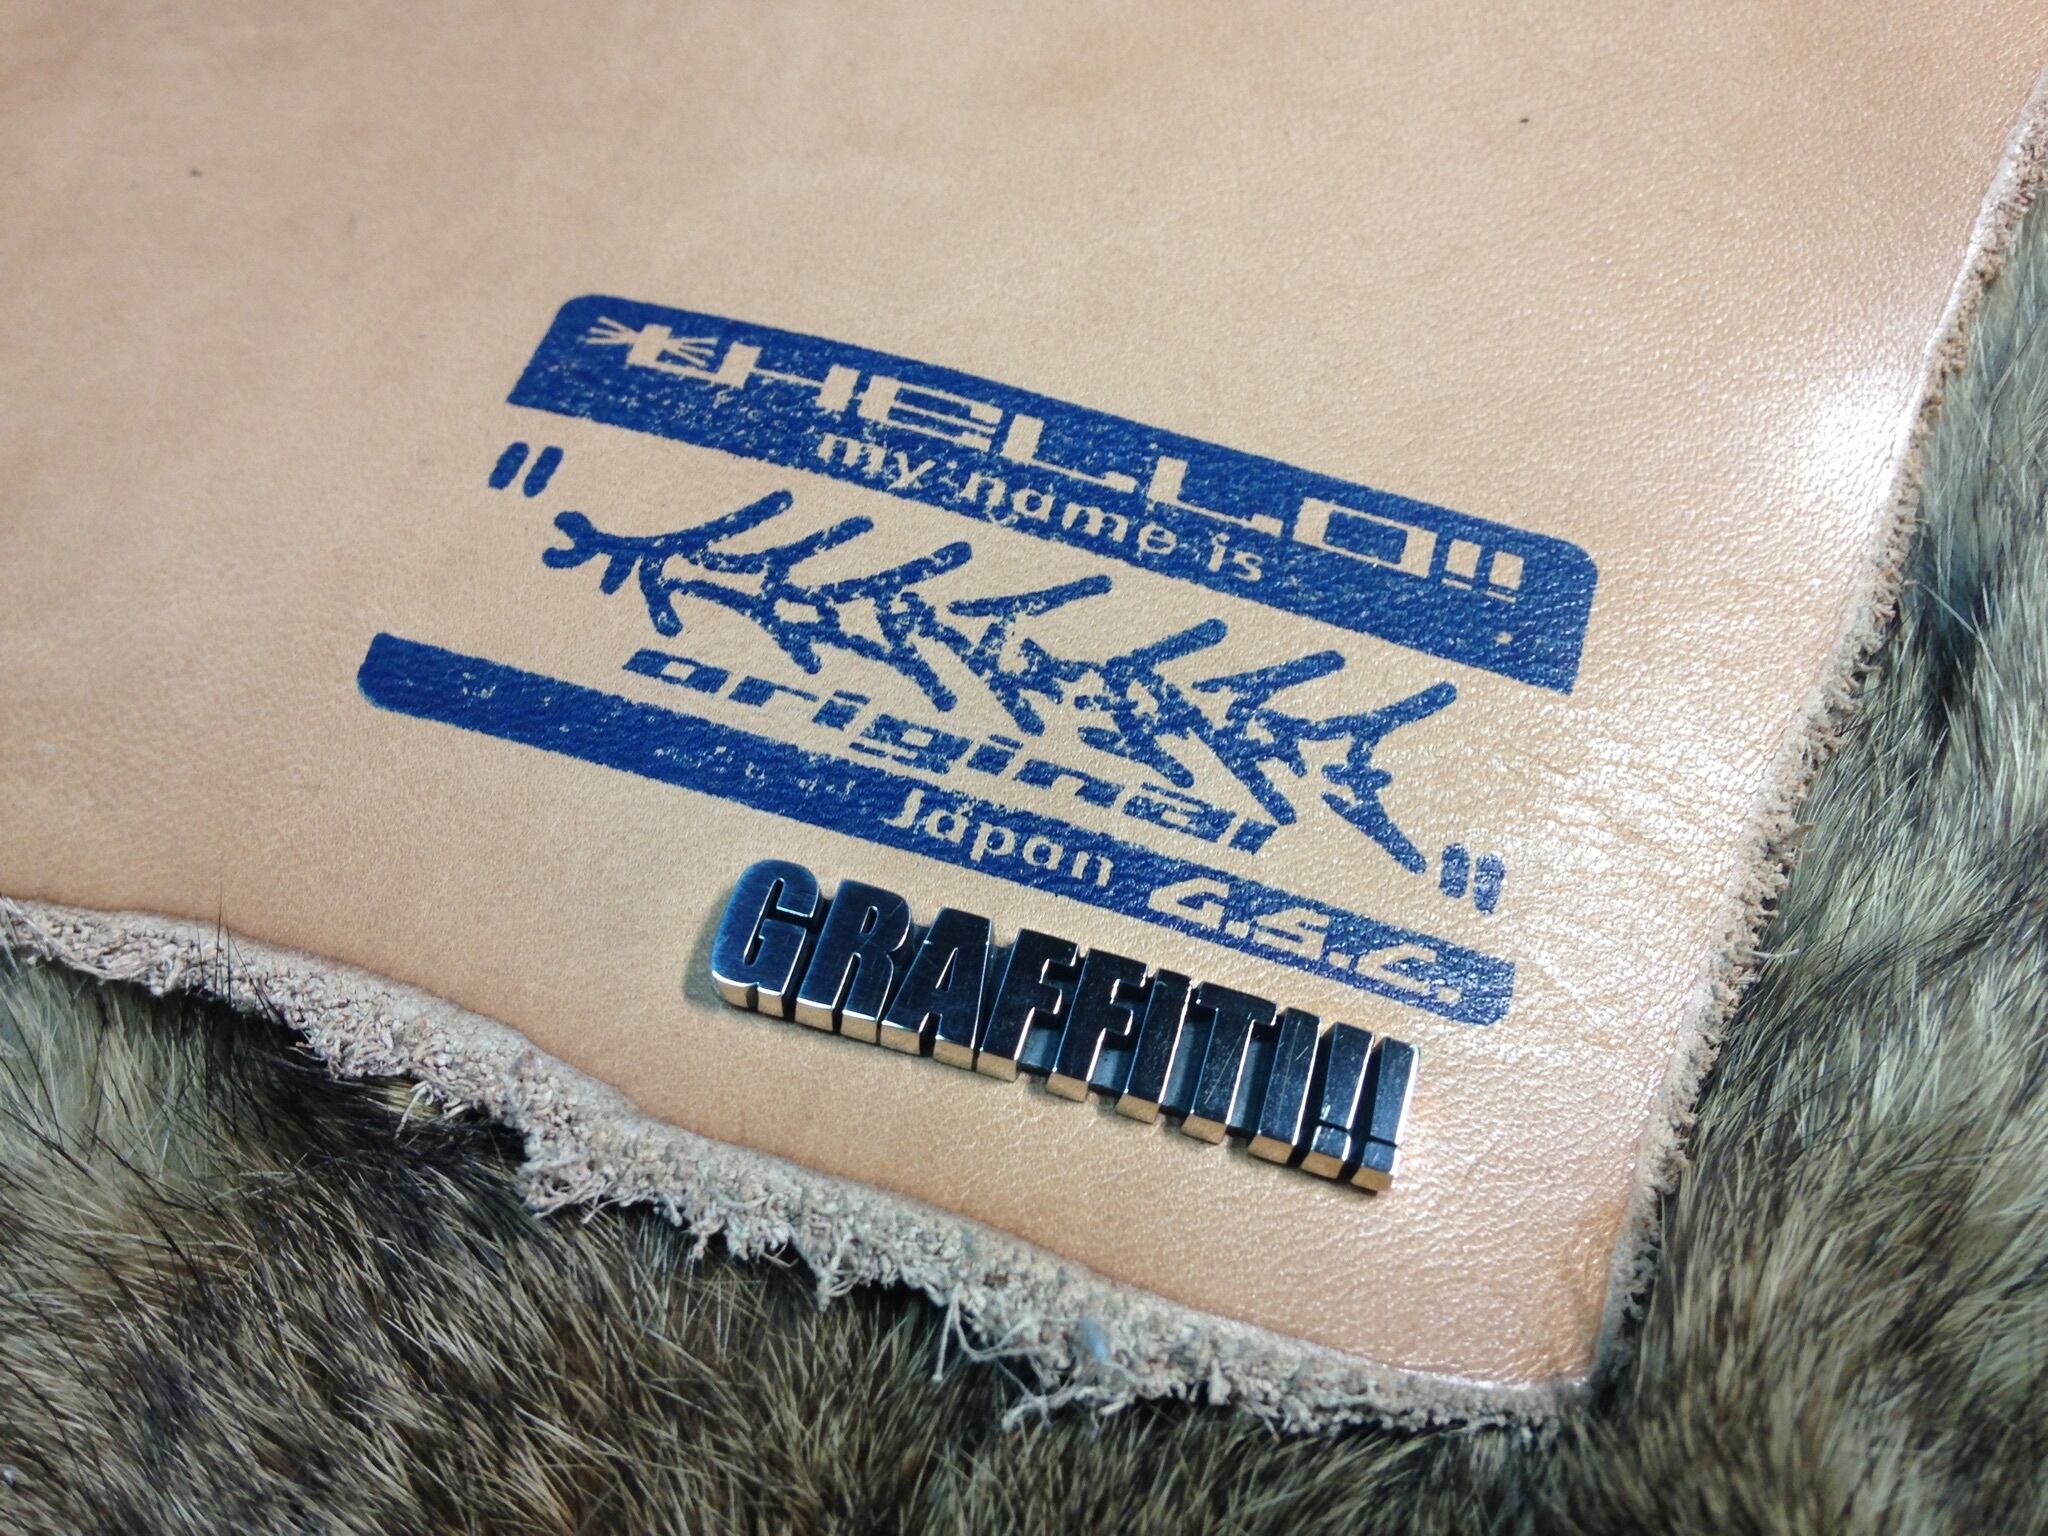 HELLO!!
my name is
original
Japan G.S.C.
GRAFFITI!!